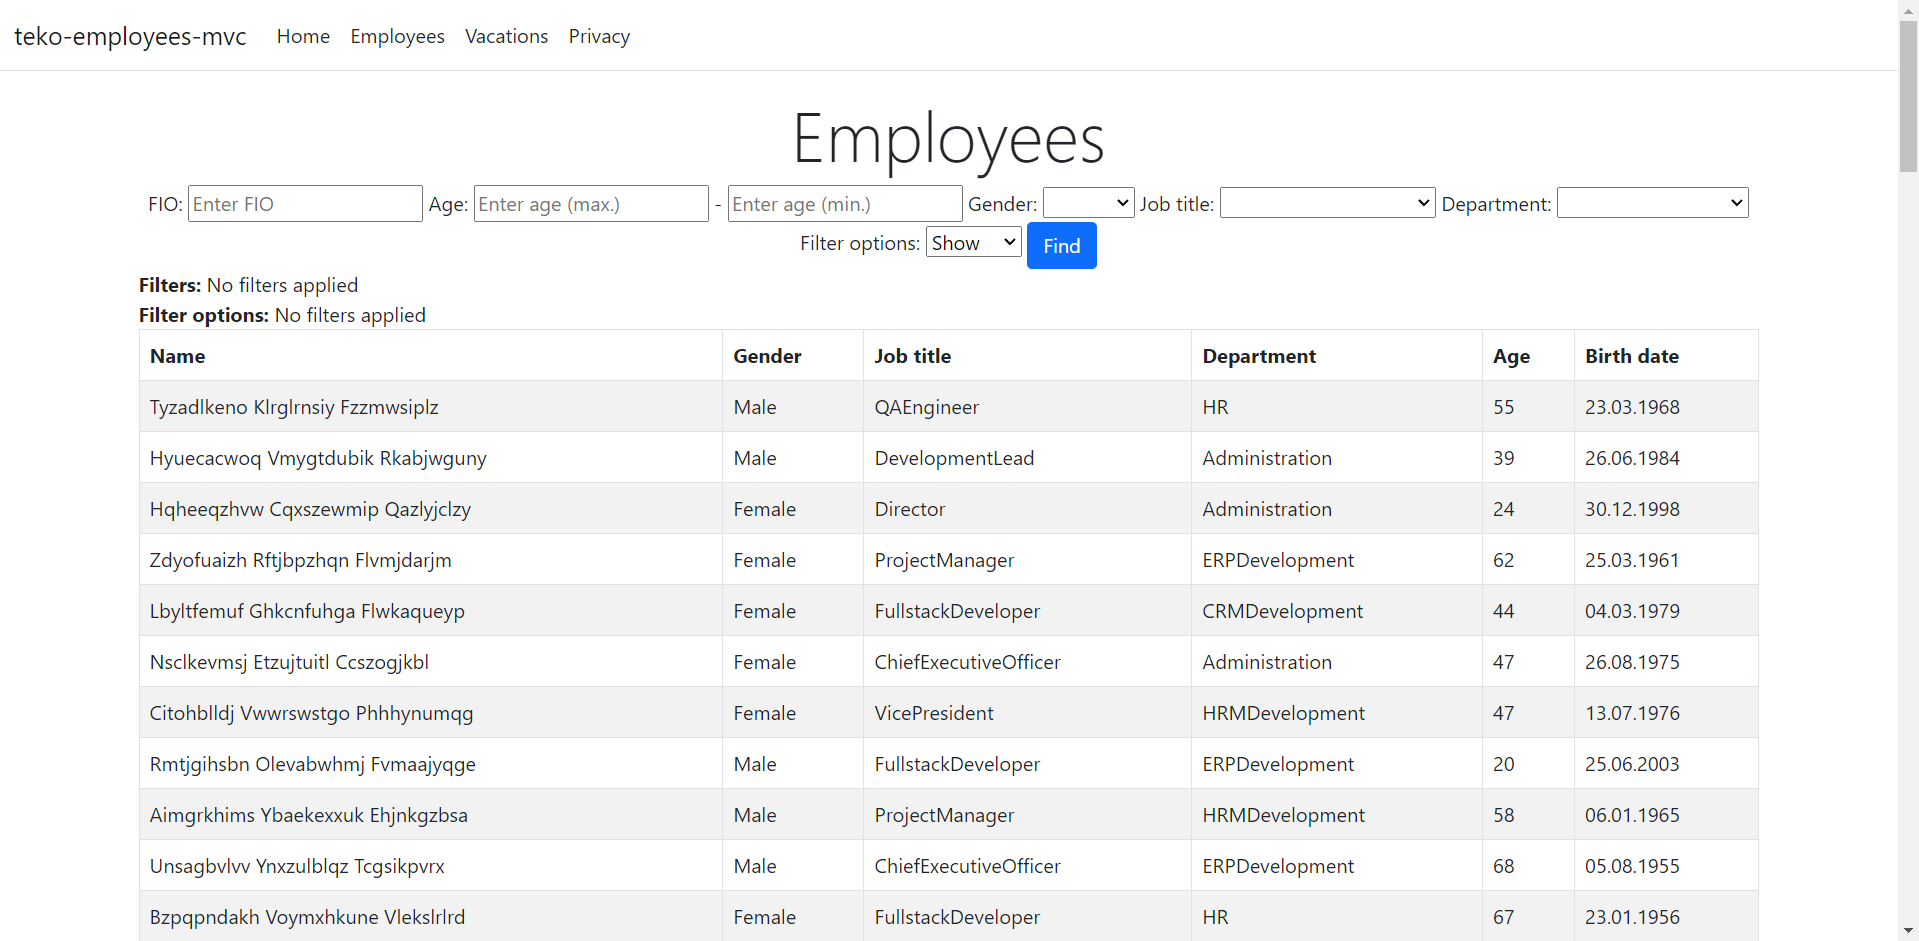 teko-employees-mvc Home Employees Vacations Privacy
Employees
FIO: Enter FIO Age: Enter age (max.) - Enter age (min.) Gender: Job title: Department:
Filter options: Show Find
Filters: No filters applied
Filter options: No filters applied
Name Gender Job title Department Age Birth date
Tyzadlkeno Klrglrnsiy Fzzmwsiplz Male QAEngineer HR 55 23.03.1968
Hyuecacwoq Vmygtdubik Rkabjwguny Male DevelopmentLead Administration 39 26.06.1984
Hqheeqzhvw Cqxszewmip Qazlyjclzy Female Director Administration 24 30.12.1998
Zdyofuaizh Rftjbpzhqn Flvmjdarjm Female ProjectManager ERPDevelopment 62 25.03.1961
Lbyltfemuf Ghkcnfuhga Flwkaqueyp Female FullstackDeveloper CRMDevelopment 44 04.03.1979
Nsclkevmsj Etzujtuitl Ccszogjkbl Female ChiefExecutiveOfficer Administration 47 26.08.1975
Citohblldj Vwwrswstgo Phhhynumqg Female VicePresident HRMDevelopment 47 13.07.1976
Rmtjgihsbn Olevabwhmj Fvmaajyqge Male FullstackDeveloper ERPDevelopment 20 25.06.2003
Aimgrkhims Ybaekexxuk Ehjnkgzbsa Male ProjectManager HRMDevelopment 58 06.01.1965
Unsagbvlvv Ynxzulblqz Tcgsikpvrx Male ChiefExecutiveOfficer ERPDevelopment 68 05.08.1955
Bzpqpndakh Voymxhkune Vlekslrlrd Female FullstackDeveloper HR 67 23.01.1956